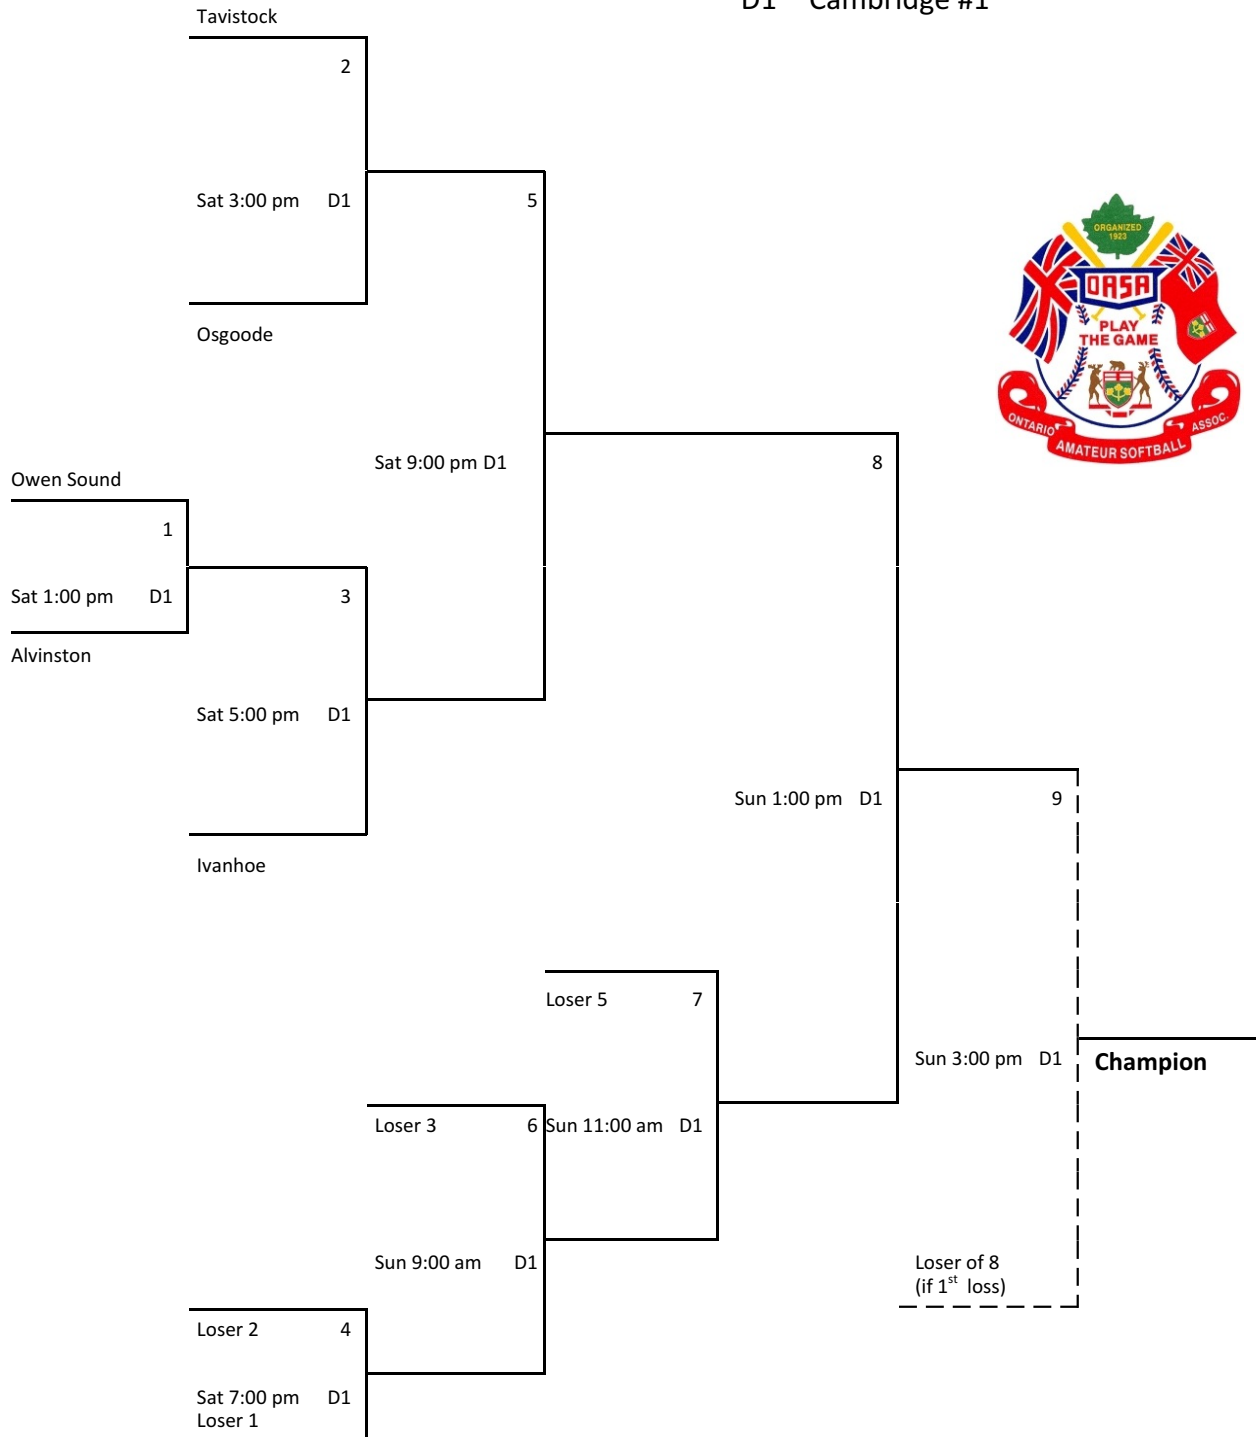 D1 Cambridge #1
Tavistock
2
Sat 3:00 pm D1
5
Osgoode
ORGANIZED
1923
OASA
PLAY
THE GAME
ONTARIO AMATEUR SOFTBALL ASSOC.
Sat 9:00 pm D1
8
Owen Sound
1
Sat 1:00 pm D1
3
Alvinston
Sat 5:00 pm D1
Sun 1:00 pm D1
9
Ivanhoe
Loser 5 7
Sun 3:00 pm D1
Champion
Loser 3 6
Sun 11:00 am D1
Sun 9:00 am D1
Loser of 8
(if 1st loss)
Loser 2 4
Sat 7:00 pm D1
Loser 1